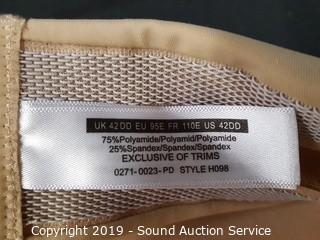 UK 42DD EU 95E FR 110E US 42DD
75%Polyamide/Polyamid/Polyamide
25%Spandex/Spandex/Spandex
EXCLUSIVE OF TRIMS
0271-0023-PD STYLE H098
Copyright 2019 - Sound Auction Service